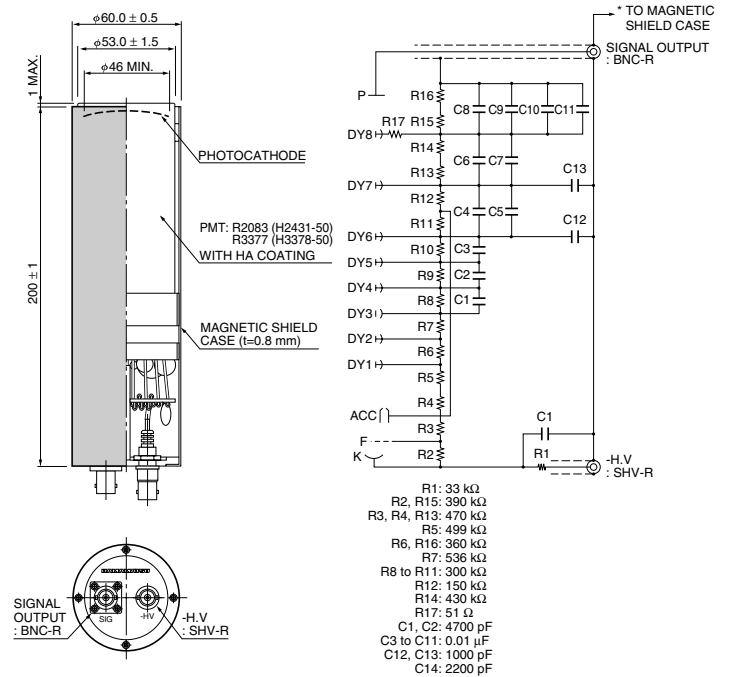 φ60.0 ± 0.5
φ53.0 ± 1.5
φ46 MIN.
1 MAX.
200 ± 1
PHOTOCATHODE
PMT: R2083 (H2431-50)
R3377 (H3378-50)
WITH HA COATING
MAGNETIC SHIELD
CASE (t=0.8 mm)
SIGNAL
OUTPUT
: BNC-R
SIG
-HV
-H.V
: SHV-R
* TO MAGNETIC
SHIELD CASE
SIGNAL OUTPUT
: BNC-R
P
R16
C8 C9 C10 C11
R17 R15
DY8
R14
C6 C7
R13
DY7
C13
R12
C4 C5
R11
C12
DY6
R10 C3
DY5
R9 C2
DY4
R8 C1
DY3
R7
DY2
R6
DY1
R5
R4
ACC
R3
C1
F
K
R2
R1
-H.V
: SHV-R
R1: 33 kΩ
R2, R15: 390 kΩ
R3, R4, R13: 470 kΩ
R5: 499 kΩ
R6, R16: 360 kΩ
R7: 536 kΩ
R8 to R11: 300 kΩ
R12: 150 kΩ
R14: 430 kΩ
R17: 51 Ω
C1, C2: 4700 pF
C3 to C11: 0.01 µF
C12, C13: 1000 pF
C14: 2200 pF